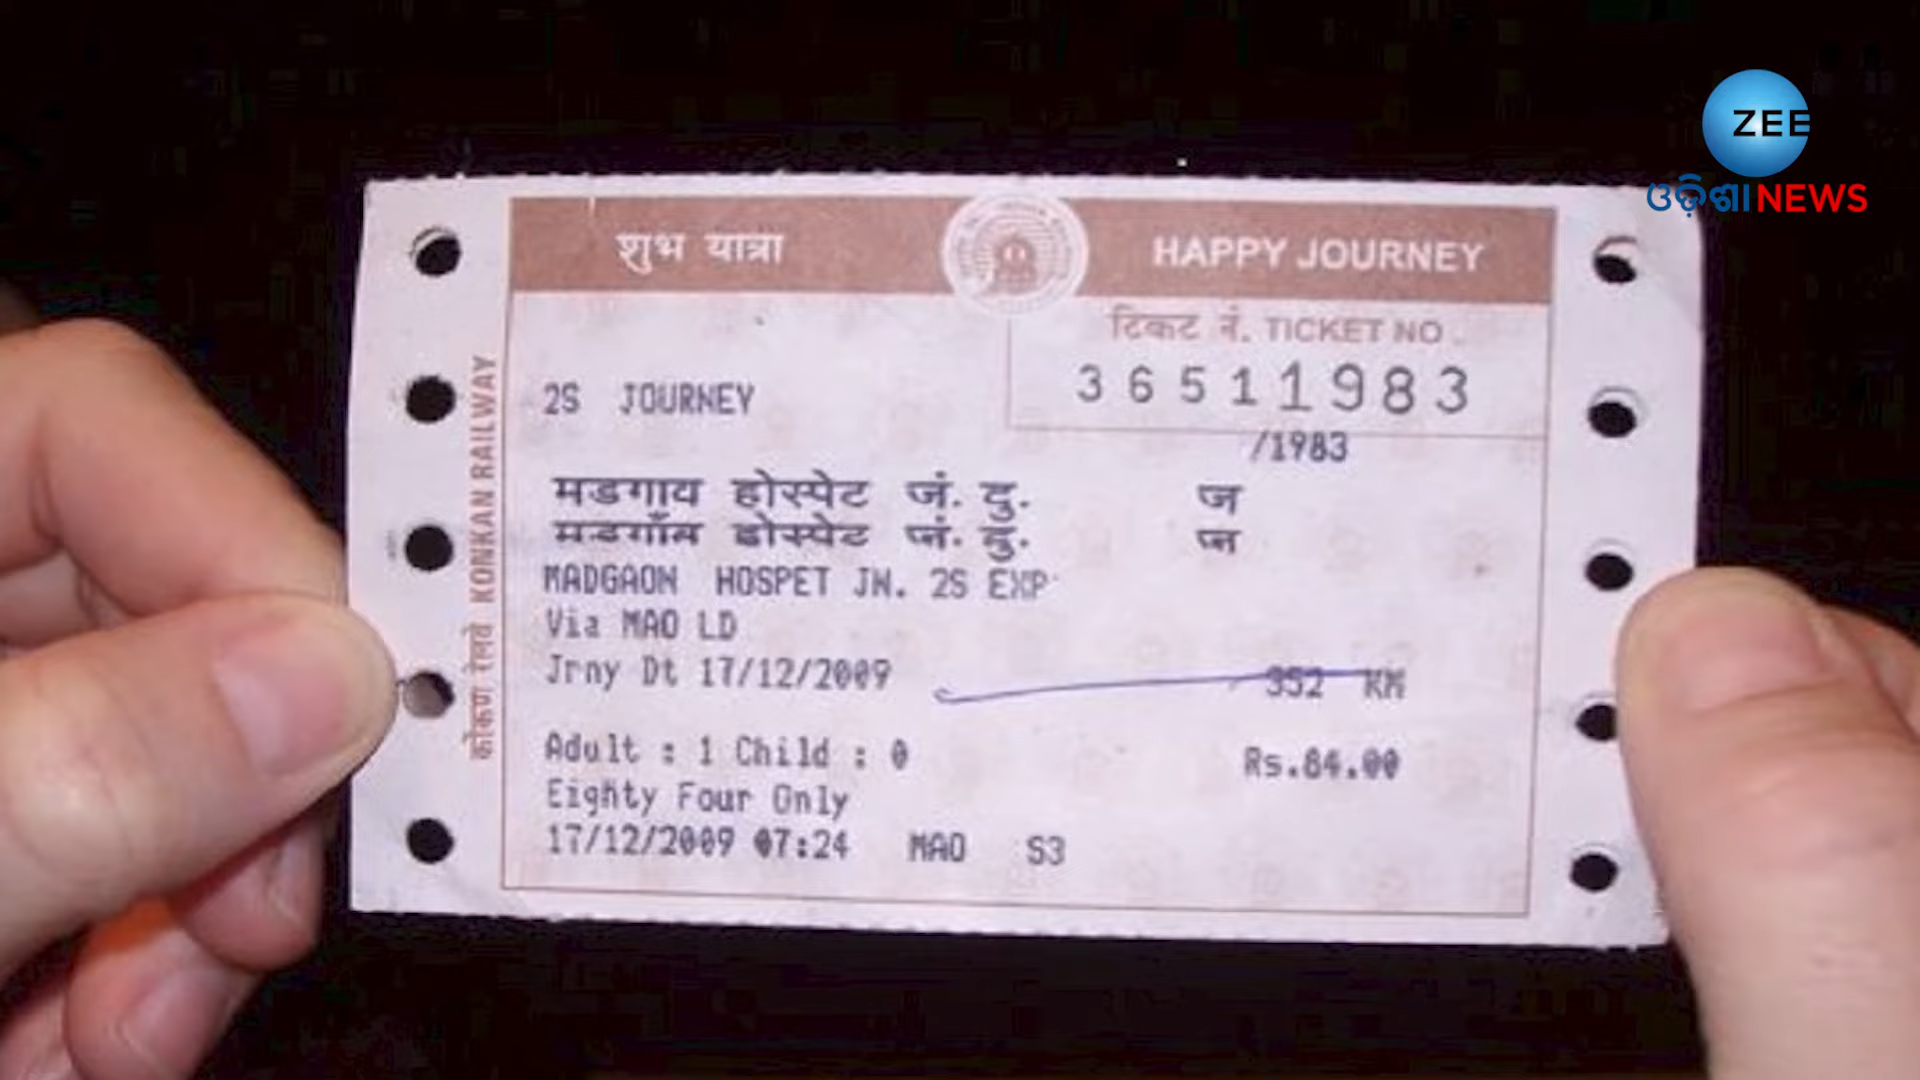 ZEE
ଓଡ଼ିଶା NEWS
शुभ यात्रा HAPPY JOURNEY
टिकट नं. TICKET NO.
36511983
2S JOURNEY
/1983
मडगाव होस्पेट जं. दु. ज
मडगाँव होस्पेट जं. दु. ज
MADGAON HOSPET JN. 2S EXP
Via MAO LD
Jrny Dt 17/12/2009 352 KM
Adult : 1 Child : 0 Rs.84.00
Eighty Four Only
17/12/2009 07:24 MAO S3
कोंकण रेलवे KONKAN RAILWAY